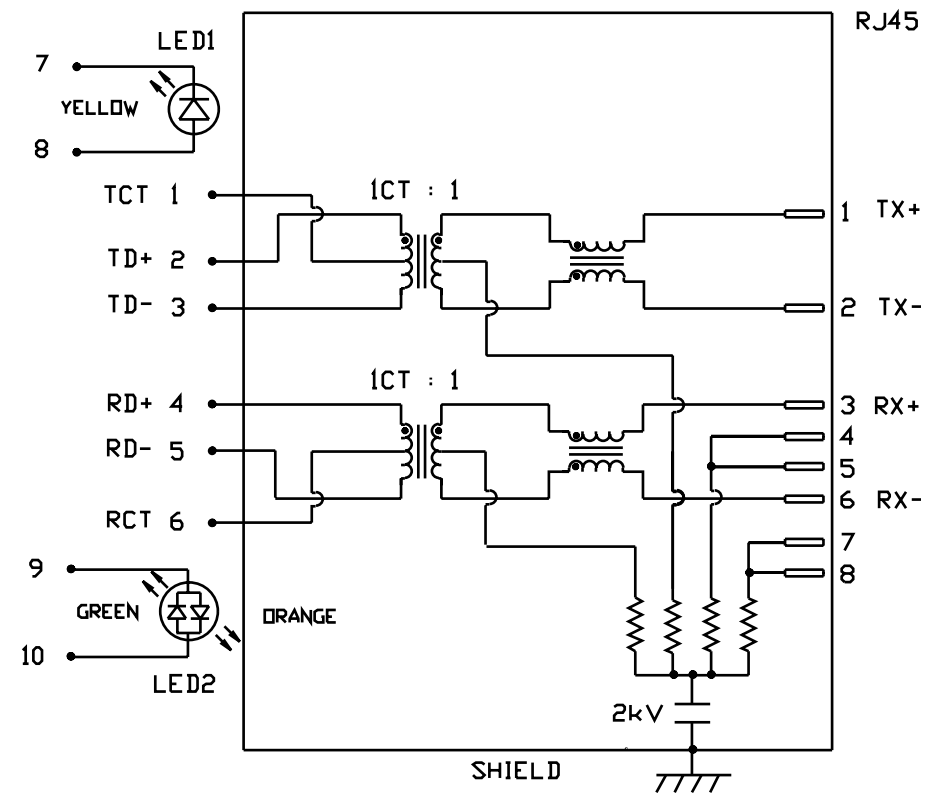 RJ45
LED1
7
YELLOW
8
TCT 1
1CT : 1
1 TX+
TD+ 2
TD- 3
2 TX-
1CT : 1
RD+ 4
3 RX+
4
RD- 5
5
6 RX-
RCT 6
7
9
8
GREEN
ORANGE
10
LED2
2kV
SHIELD